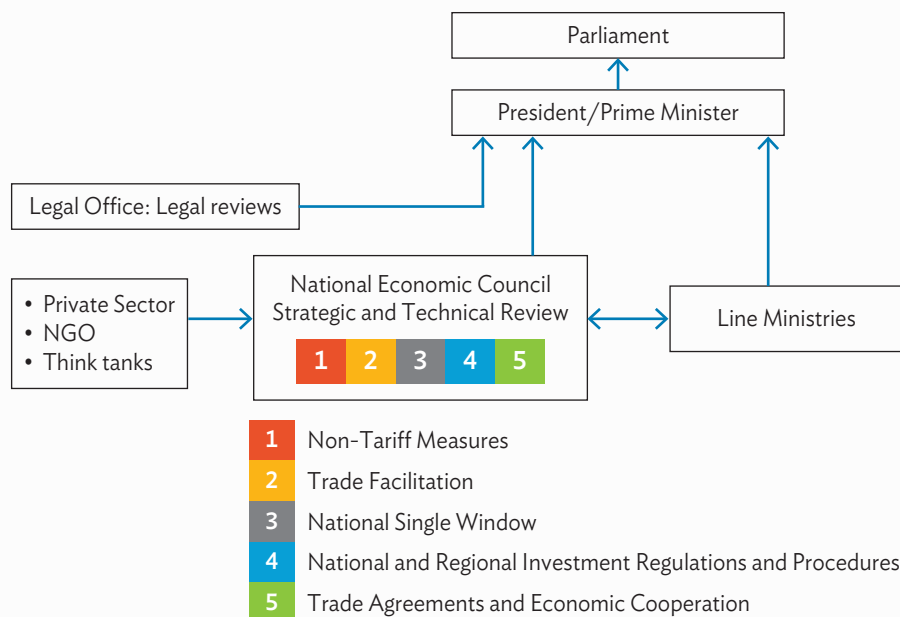 Parliament
President/Prime Minister
Legal Office: Legal reviews
• Private Sector
• NGO
• Think tanks
National Economic Council
Strategic and Technical Review
1 2 3 4 5
Line Ministries
1 Non-Tariff Measures
2 Trade Facilitation
3 National Single Window
4 National and Regional Investment Regulations and Procedures
5 Trade Agreements and Economic Cooperation